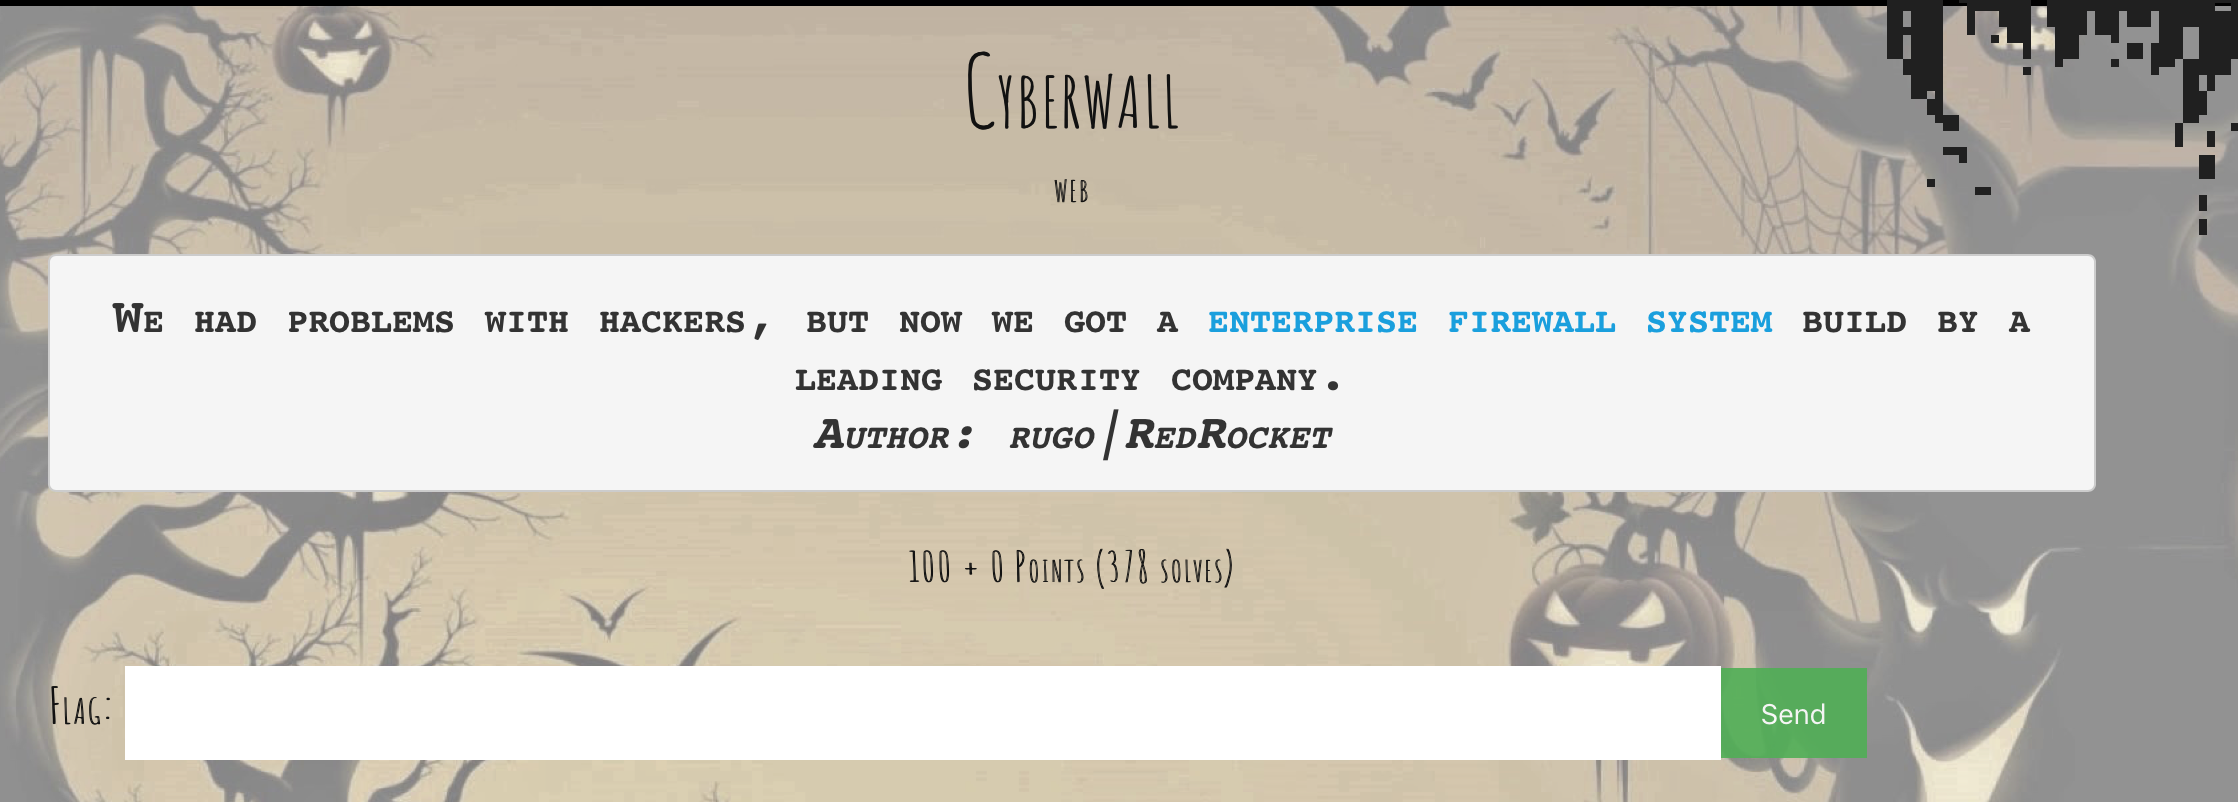 Cyberwall
web
We had problems with hackers, but now we got a enterprise firewall system build by a
leading security company.
Author: rugo|RedRocket
100 + 0 Points (378 solves)
Flag:
Send